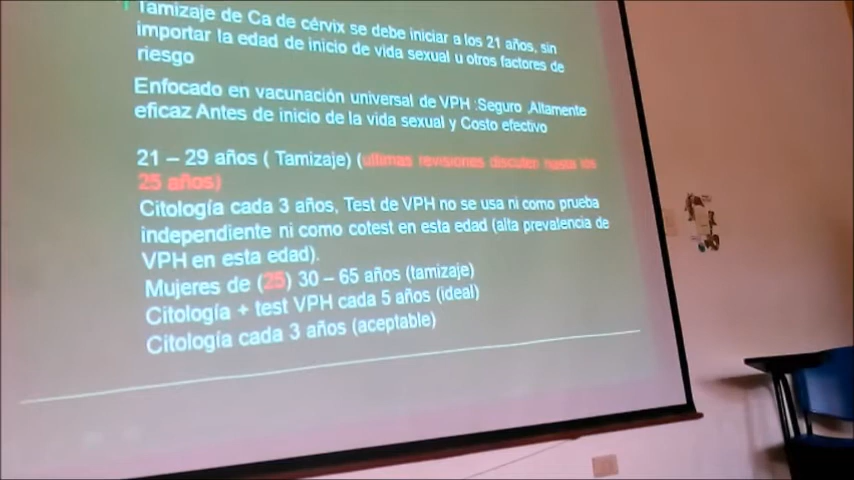 Tamizaje de Ca de cérvix se debe iniciar a los 21 años, sin
importar la edad de inicio de vida sexual u otros factores de
riesgo
Enfocado en vacunación universal de VPH :Seguro ,Altamente
eficaz Antes de inicio de la vida sexual y Costo efectivo
21 – 29 años ( Tamizaje) (ultimas revisiones discuten hasta los
25 años)
Citología cada 3 años, Test de VPH no se usa ni como prueba
independiente ni como cotest en esta edad (alta prevalencia de
VPH en esta edad).
Mujeres de (25) 30 – 65 años (tamizaje)
Citología + test VPH cada 5 años (ideal)
Citología cada 3 años (aceptable)